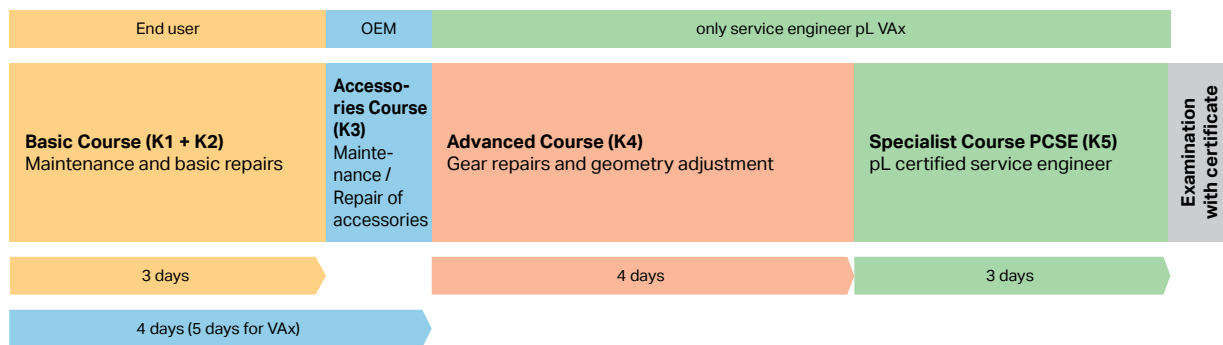 End user
OEM
only service engineer pL VAx
Basic Course (K1 + K2)
Maintenance and basic repairs
Accesso-
ries Course
(K3)
Mainte-
nance /
Repair of
accessories
Advanced Course (K4)
Gear repairs and geometry adjustment
Specialist Course PCSE (K5)
pL certified service engineer
Examination
with certificate
3 days
4 days
3 days
4 days (5 days for VAx)